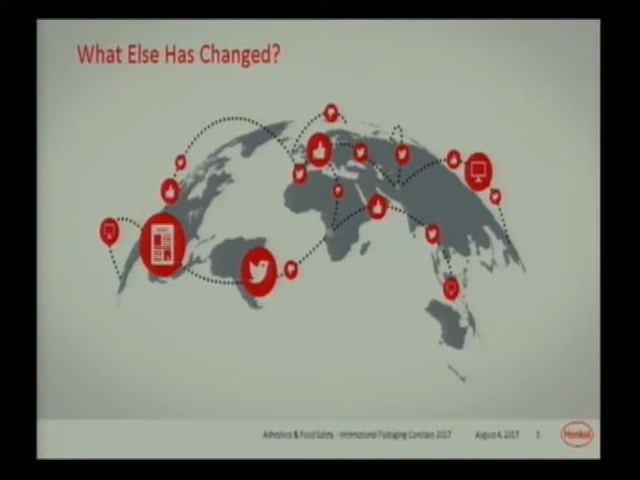 What Else Has Changed?
Adhesives & Food Safety - International Packaging Conclave 2017
August 4, 2017
Henkel